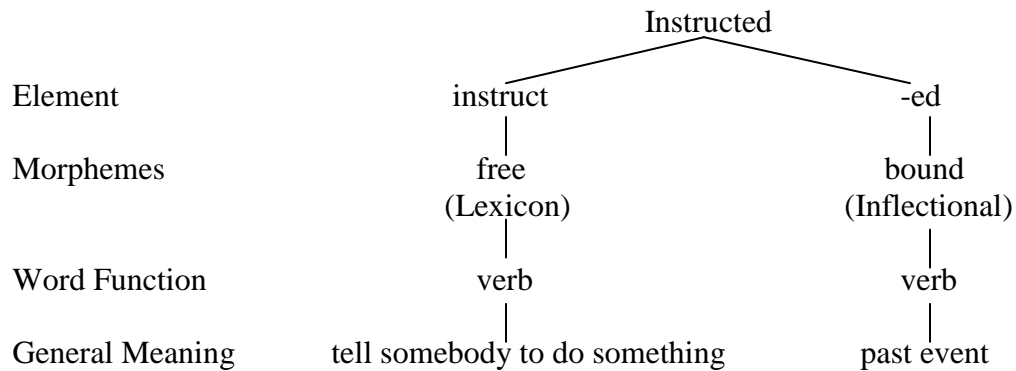 Instructed
Element instruct -ed
Morphemes free bound
(Lexicon) (Inflectional)
Word Function verb verb
General Meaning tell somebody to do something past event